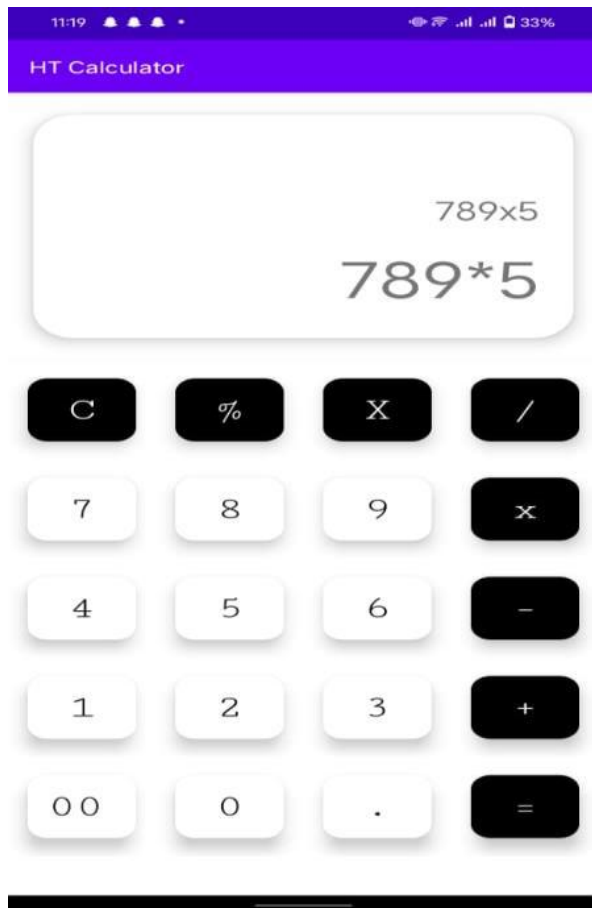 11:19 33%
HT Calculator
789x5
789*5
C % X /
7 8 9 x
4 5 6 -
1 2 3 +
00 0 . =